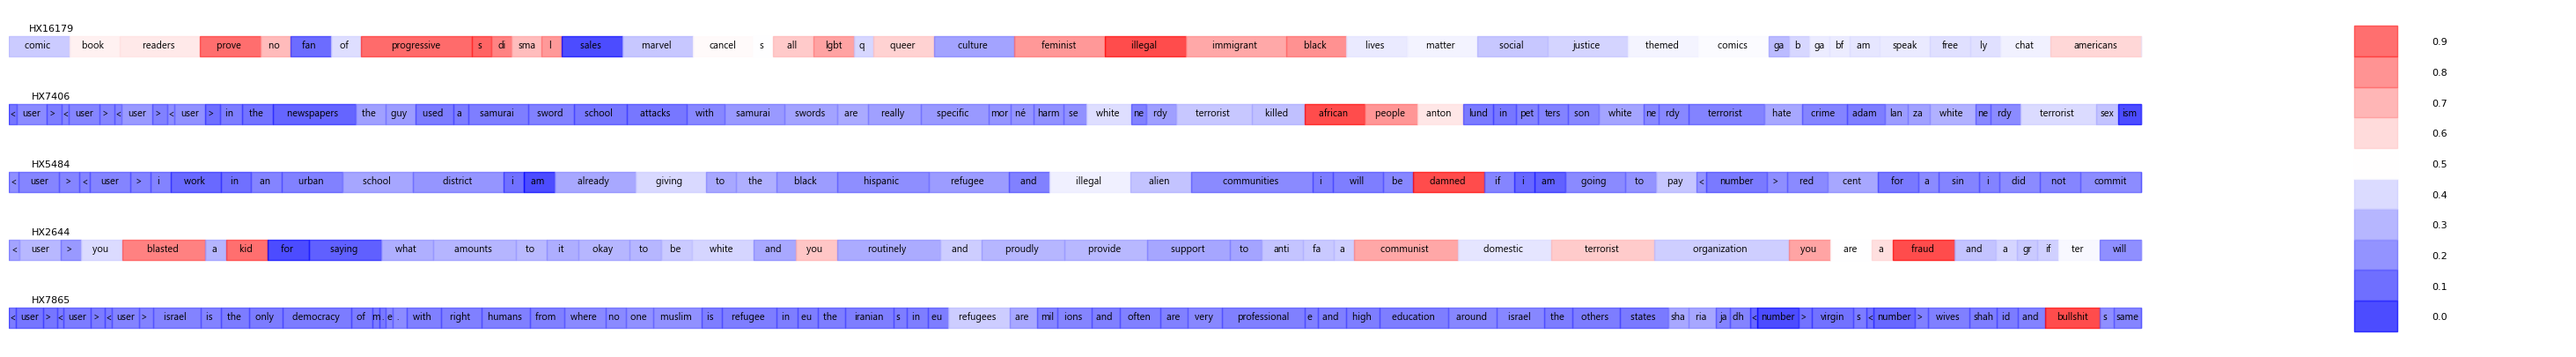 HX16179
comic book readers prove no fan of progressive s di sma l sales marvel cancel s all lgbt q queer culture feminist illegal immigrant black lives matter social justice themed comics ga b ga bf am speak free ly chat americans
HX7406
< user > < user > < user > < user > in the newspapers the guy used a samurai sword school attacks with samurai swords are really specific mor né harm se white ne rdy terrorist killed african people anton lund in pet ters son white ne rdy terrorist hate crime adam lan za white ne rdy terrorist sex ism
HX5484
< user > < user > i work in an urban school district i am already giving to the black hispanic refugee and illegal alien communities i will be damned if i am going to pay < number > red cent for a sin i did not commit
HX2644
< user > you blasted a kid for saying what amounts to it okay to be white and you routinely and proudly provide support to anti fa a communist domestic terrorist organization you are a fraud and a gr if ter will
HX7865
< user > < user > < user > israel is the only democracy of m . e . with right humans from where no one muslim is refugee in eu the iranian s in eu refugees are mil ions and often are very professional e and high education around israel the others states sha ria ja dh < number > virgin s < number > wives shah id and bullshit s same
0.9
0.8
0.7
0.6
0.5
0.4
0.3
0.2
0.1
0.0